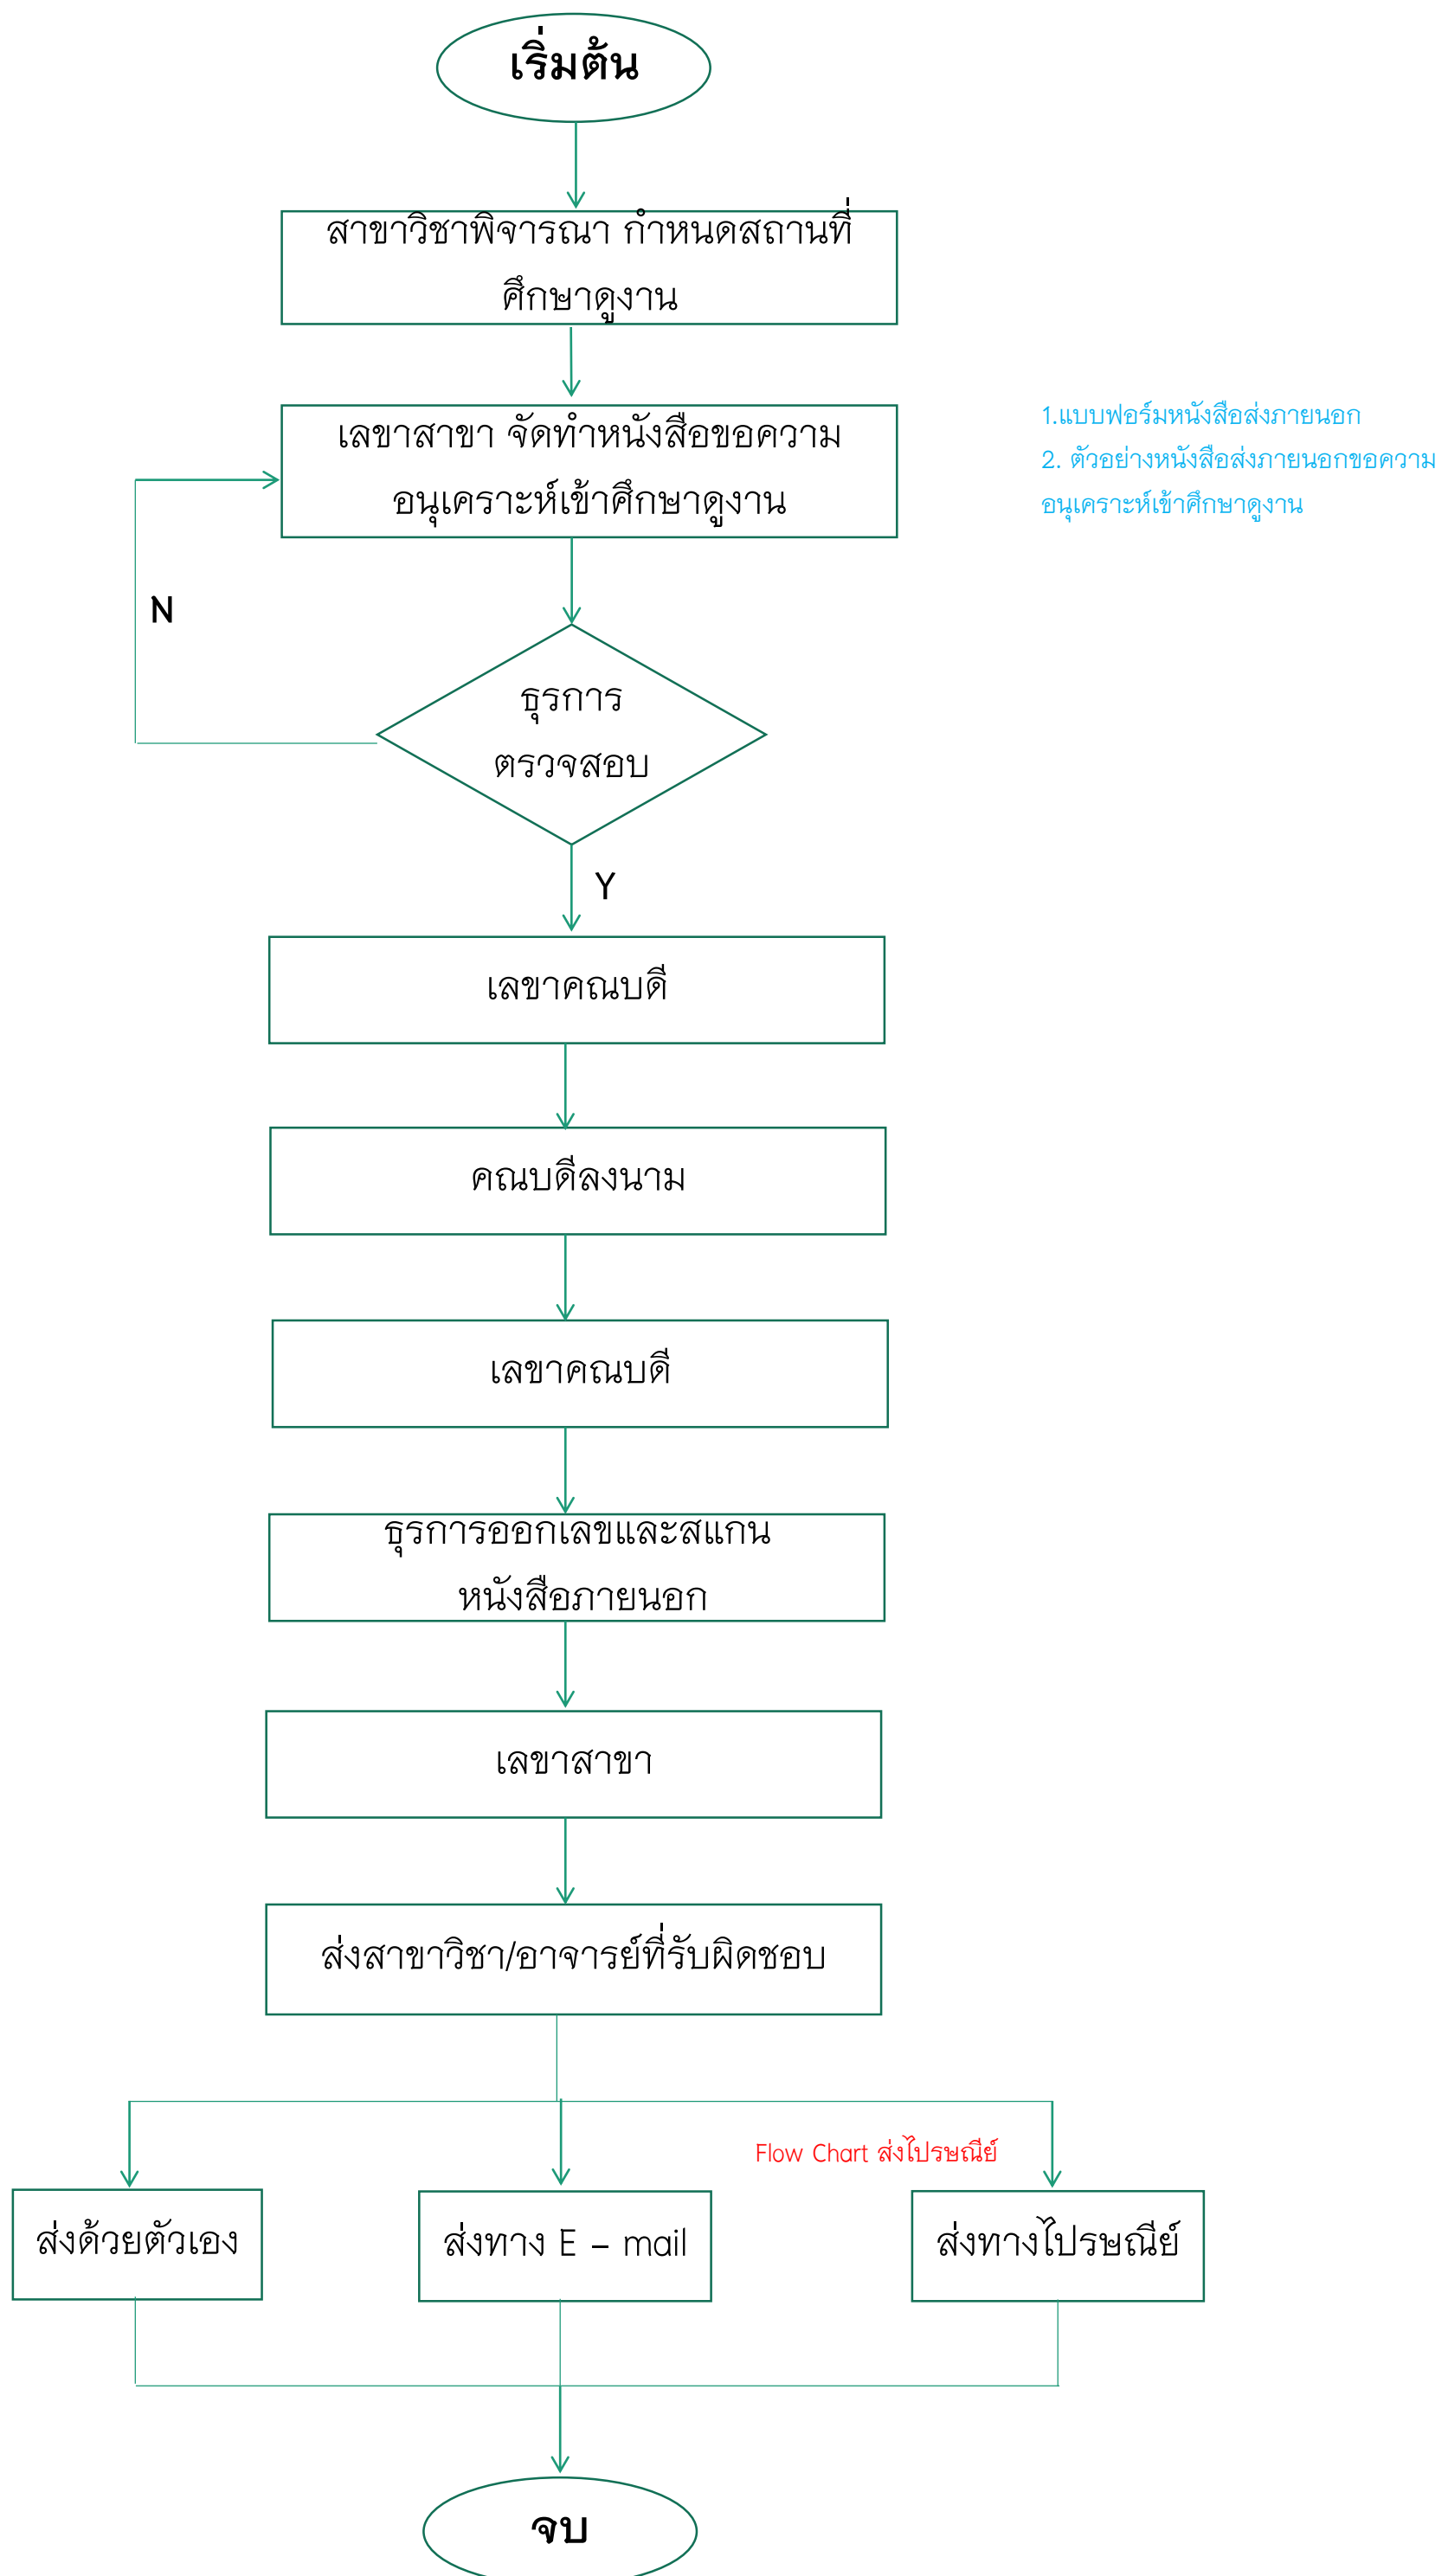 เริ่มต้น
สาขาวิชาพิจารณา กำหนดสถานที่
ศึกษาดูงาน
เลขาสาขา จัดทำหนังสือขอความ
อนุเคราะห์เข้าศึกษาดูงาน
1.แบบฟอร์มหนังสือส่งภายนอก
2. ตัวอย่างหนังสือส่งภายนอกขอความ
อนุเคราะห์เข้าศึกษาดูงาน
N
ธุรการ
ตรวจสอบ
Y
เลขาคณบดี
คณบดีลงนาม
เลขาคณบดี
ธุรการออกเลขและสแกน
หนังสือภายนอก
เลขาสาขา
ส่งสาขาวิชา/อาจารย์ที่รับผิดชอบ
Flow Chart ส่งไปรษณีย์
ส่งด้วยตัวเอง
ส่งทาง E – mail
ส่งทางไปรษณีย์
จบ